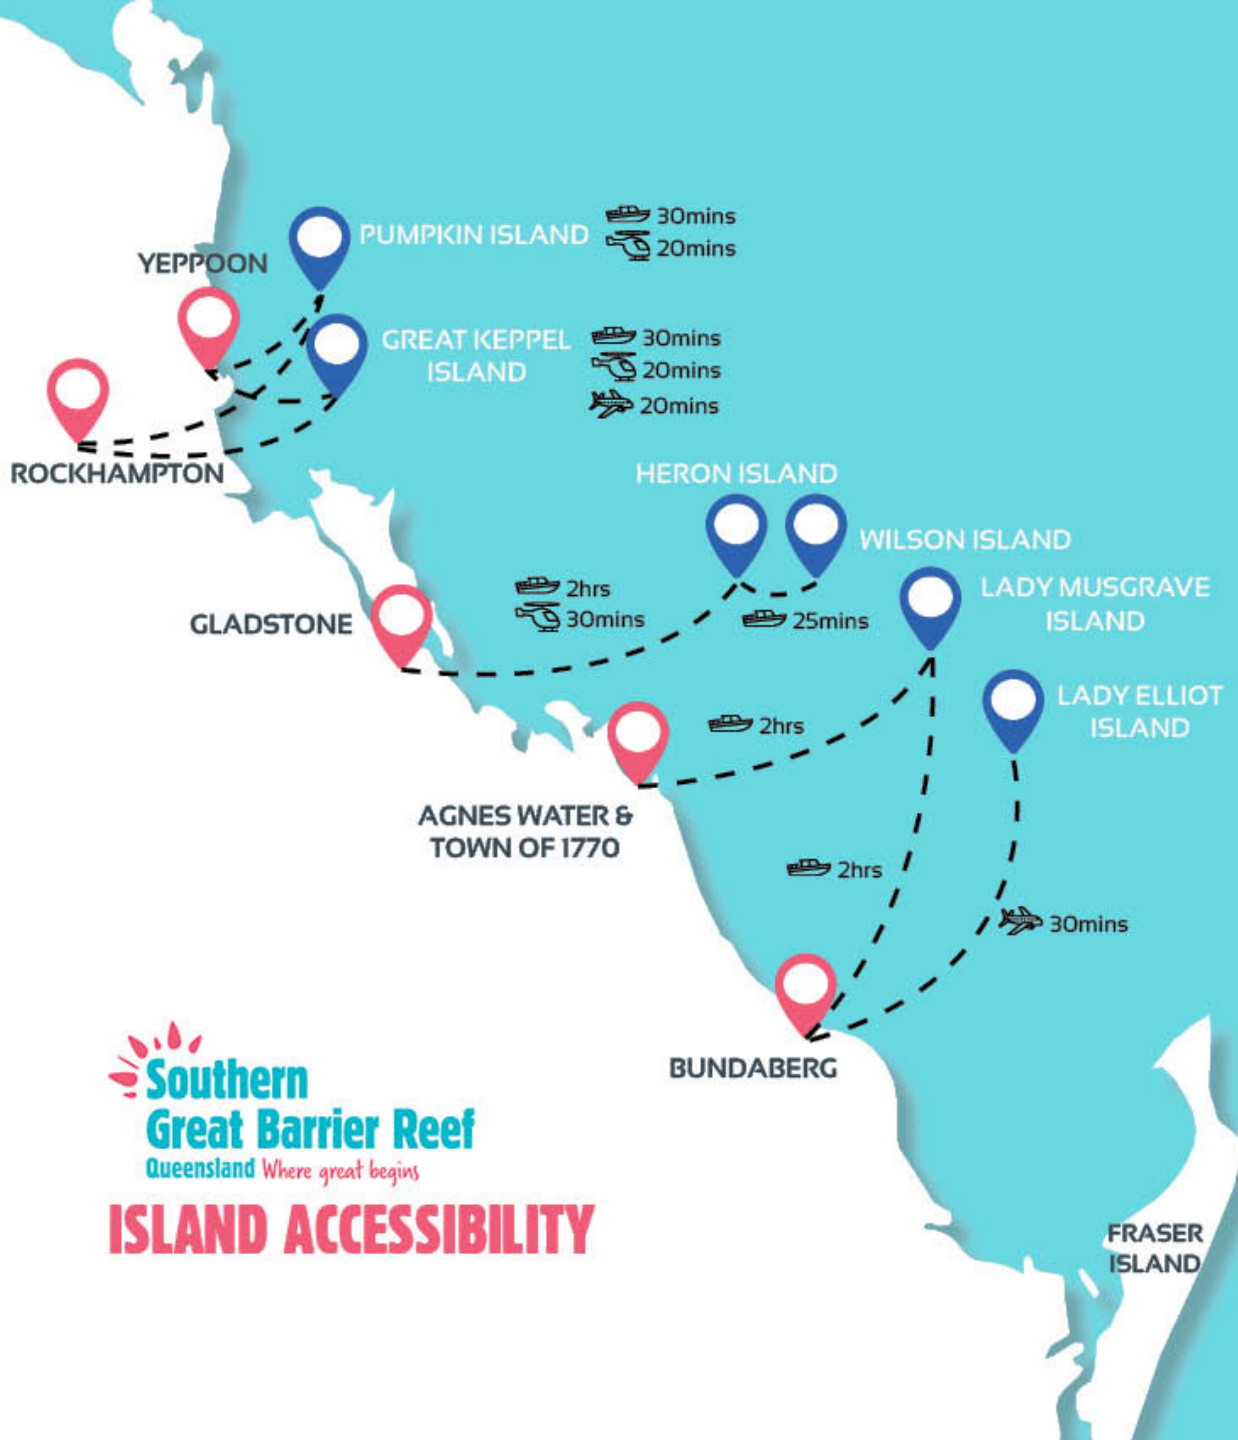 PUMPKIN ISLAND
30mins
20mins
YEPPOON
GREAT KEPPEL
ISLAND
30mins
20mins
20mins
ROCKHAMPTON
HERON ISLAND
WILSON ISLAND
LADY MUSGRAVE
ISLAND
2hrs
30mins
25mins
GLADSTONE
LADY ELLIOT
ISLAND
2hrs
AGNES WATER &
TOWN OF 1770
2hrs
30mins
BUNDABERG
Southern
Great Barrier Reef
Queensland Where great begins
ISLAND ACCESSIBILITY
FRASER
ISLAND